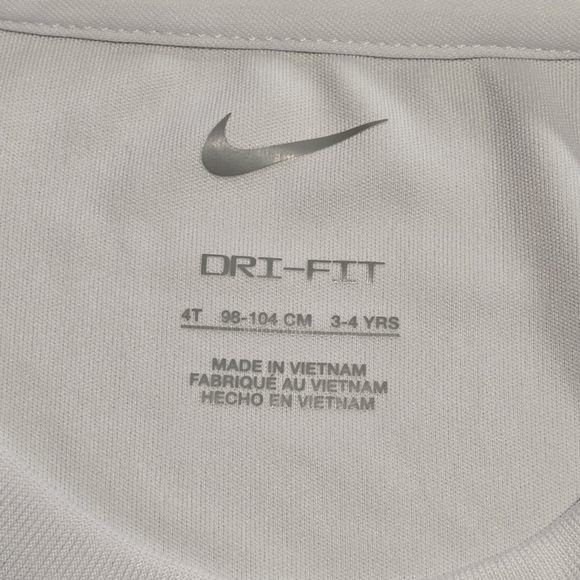 DRI-FIT
4T 98-104 CM 3-4 YRS
MADE IN VIETNAM
FABRIQUÉ AU VIETNAM
HECHO EN VIETNAM